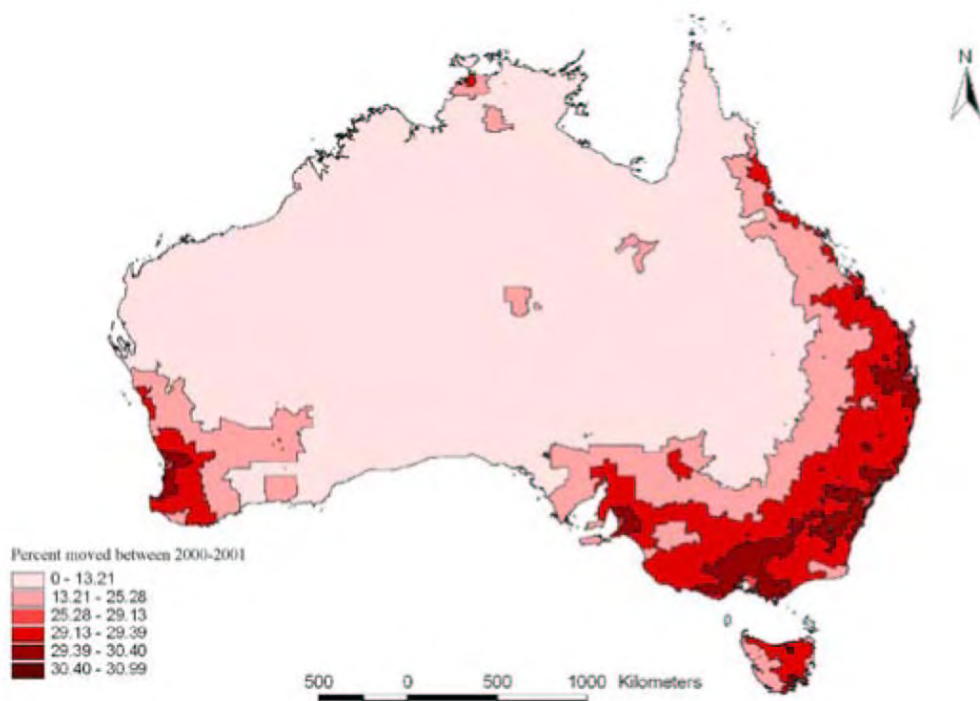 N
Percent moved between 2000-2001
0 - 13.21
13.21 - 25.28
25.28 - 29.13
29.13 - 29.39
29.39 - 30.40
30.40 - 30.99
500 0 500 1000 Kilometers